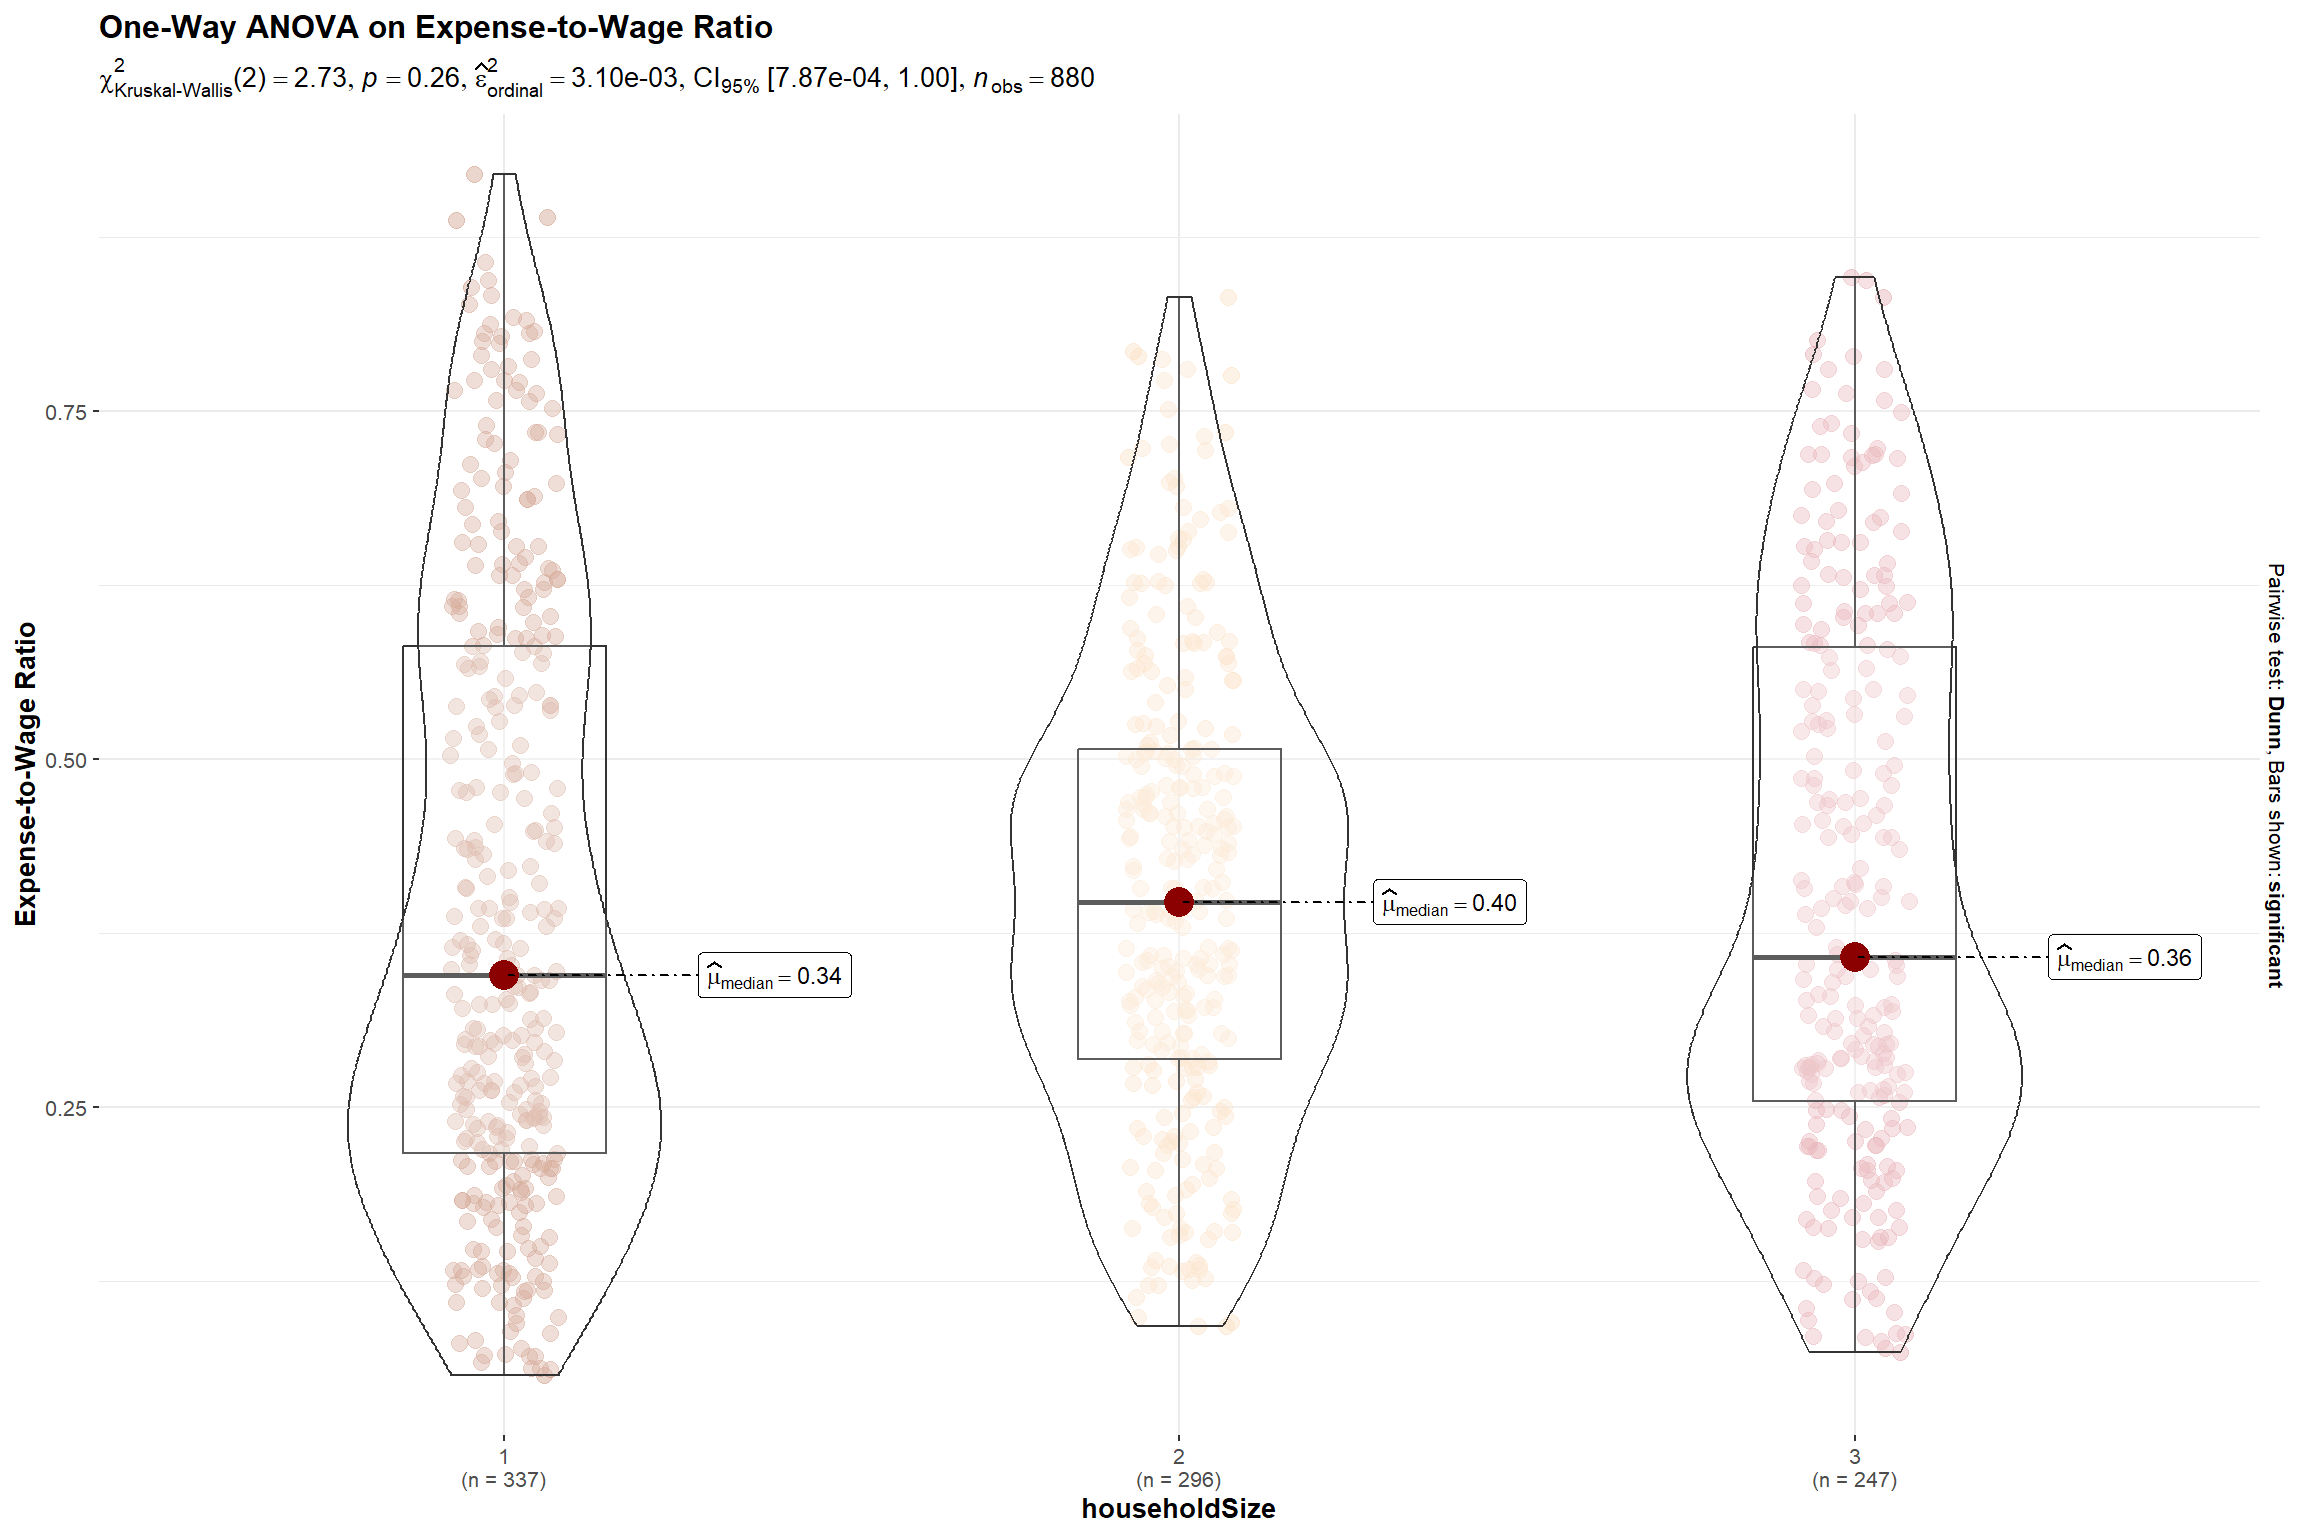 One-Way ANOVA on Expense-to-Wage Ratio
χ²Kruskal-Wallis(2) = 2.73, p = 0.26, ε̂²ordinal = 3.10e-03, CI95% [7.87e-04, 1.00], nobs = 880
Expense-to-Wage Ratio
0.75
0.50
0.25
μ̂median = 0.34
μ̂median = 0.40
μ̂median = 0.36
Pairwise test: Dunn, Bars shown: significant
1
(n = 337)
2
(n = 296)
3
(n = 247)
householdSize